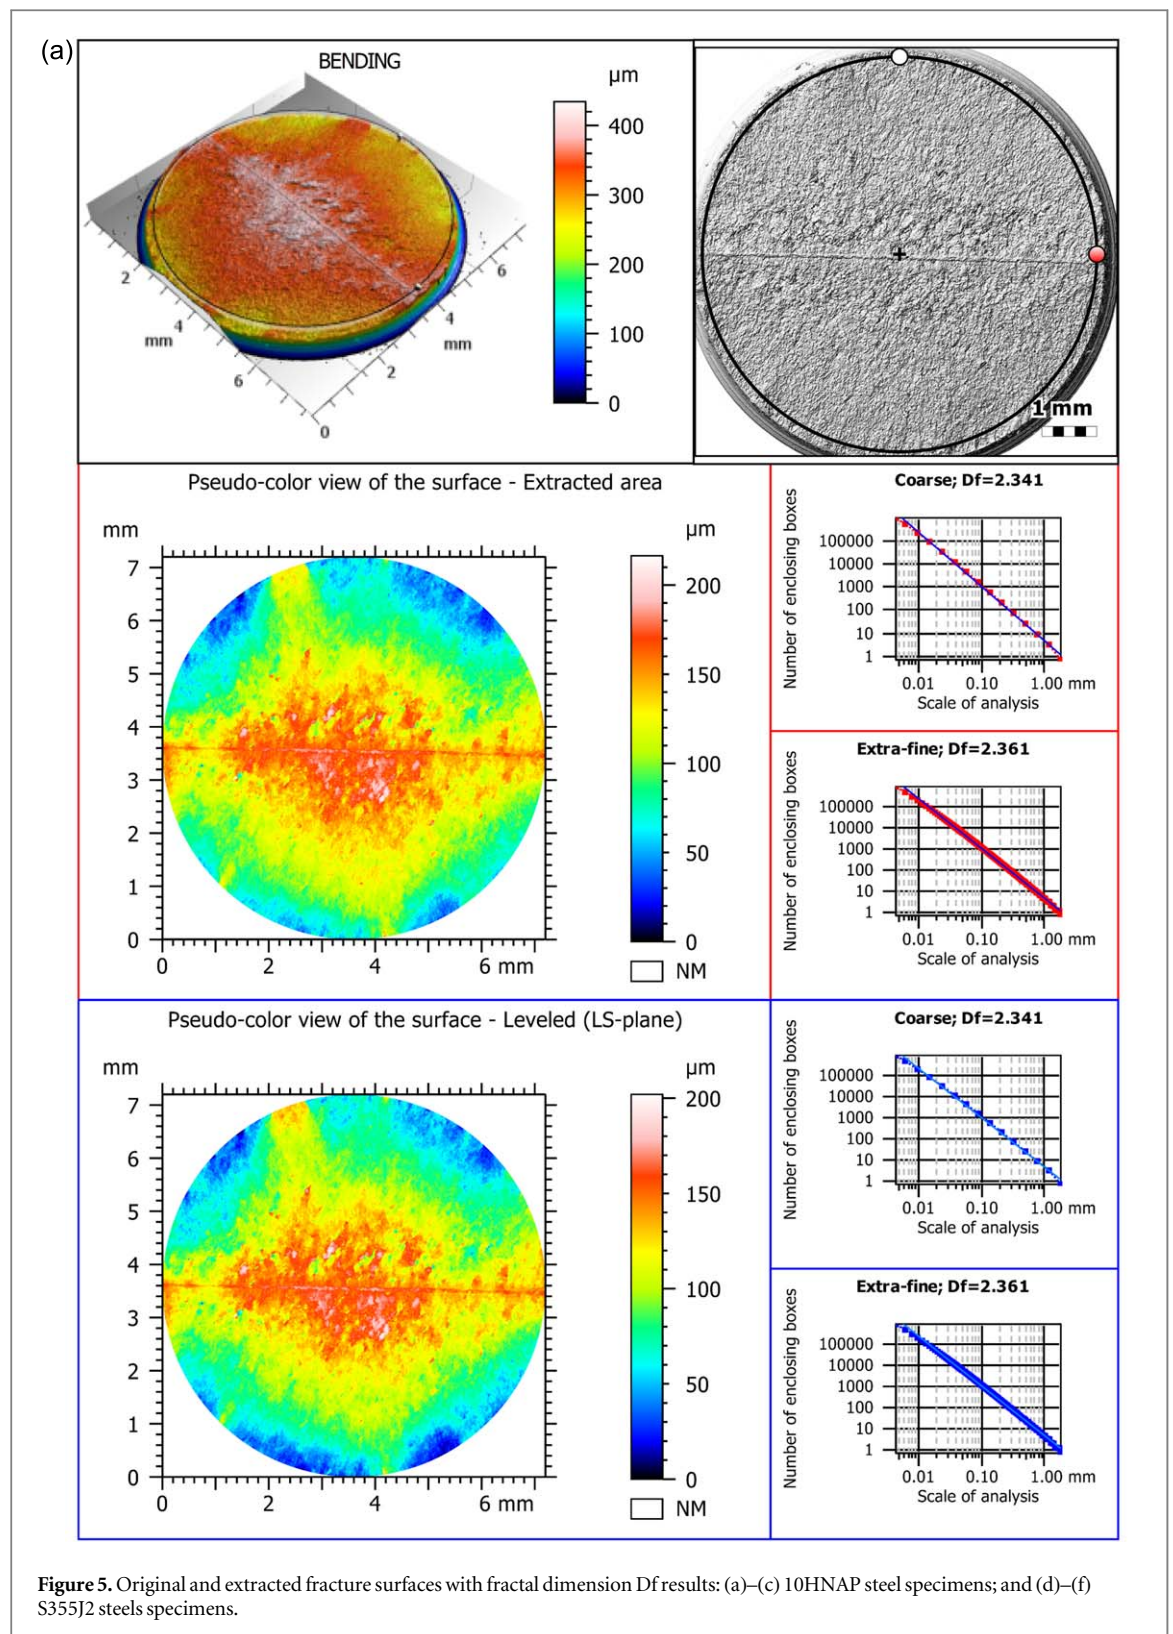 (a)
BENDING
µm
400
300
200
100
0
2
4
mm
6
0
2
4
mm
6
1 mm
Pseudo-color view of the surface - Extracted area
mm
7
6
5
4
3
2
1
0
0 2 4 6 mm
µm
200
150
100
50
0
NM
Coarse; Df=2.341
Number of enclosing boxes
100000
10000
1000
100
10
1
0.01 0.10 1.00 mm
Scale of analysis
Extra-fine; Df=2.361
Number of enclosing boxes
100000
10000
1000
100
10
1
0.01 0.10 1.00 mm
Scale of analysis
Pseudo-color view of the surface - Leveled (LS-plane)
mm
7
6
5
4
3
2
1
0
0 2 4 6 mm
µm
200
150
100
50
0
NM
Coarse; Df=2.341
Number of enclosing boxes
100000
10000
1000
100
10
1
0.01 0.10 1.00 mm
Scale of analysis
Extra-fine; Df=2.361
Number of enclosing boxes
100000
10000
1000
100
10
1
0.01 0.10 1.00 mm
Scale of analysis
Figure 5. Original and extracted fracture surfaces with fractal dimension Df results: (a)–(c) 10HNAP steel specimens; and (d)–(f)
S355J2 steels specimens.